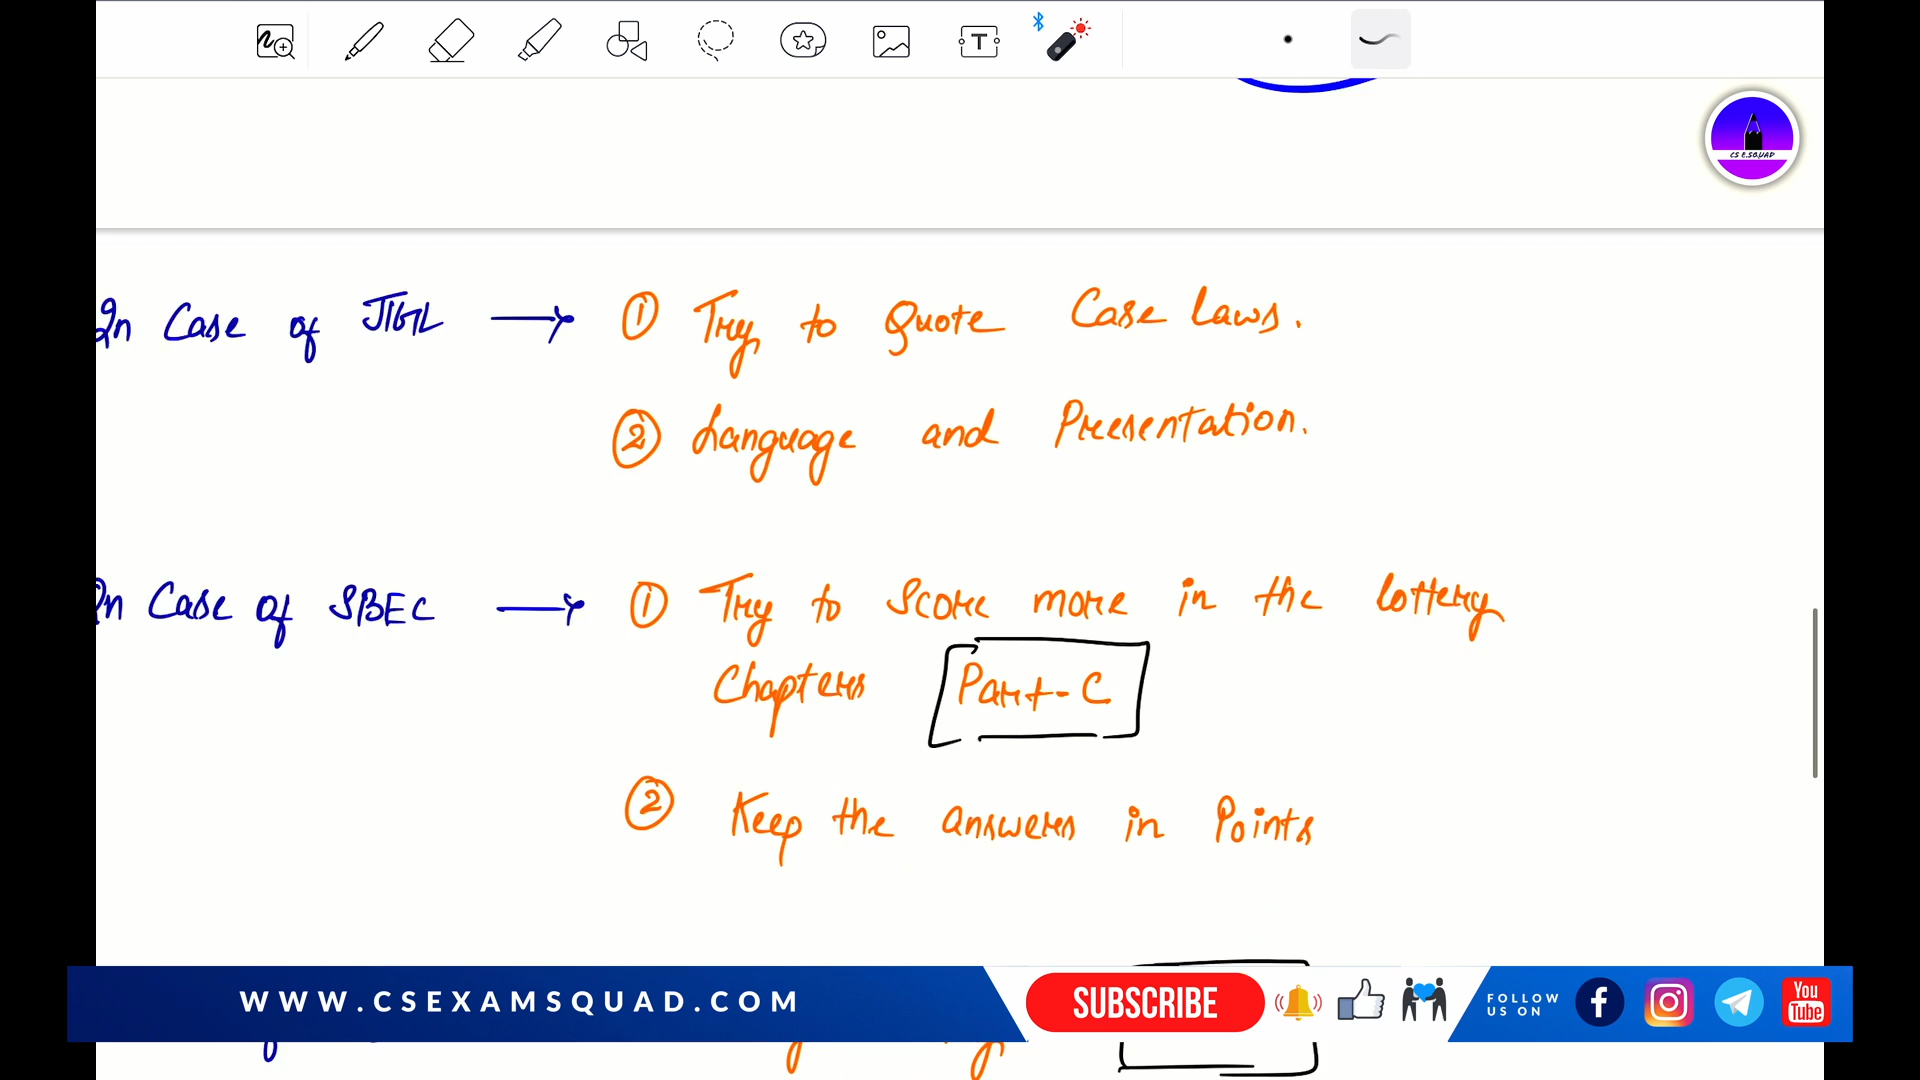 CS E.SQUAD
In Case of JIGL → ① Try to Quote Case Laws.
② Language and Presentation.
In Case of SBEC → ① Try to Score more in the lottery
Chapters Part-C
② Keep the answers in Points
WWW.CSEXAMSQUAD.COM
SUBSCRIBE
FOLLOW
US ON
You
Tube